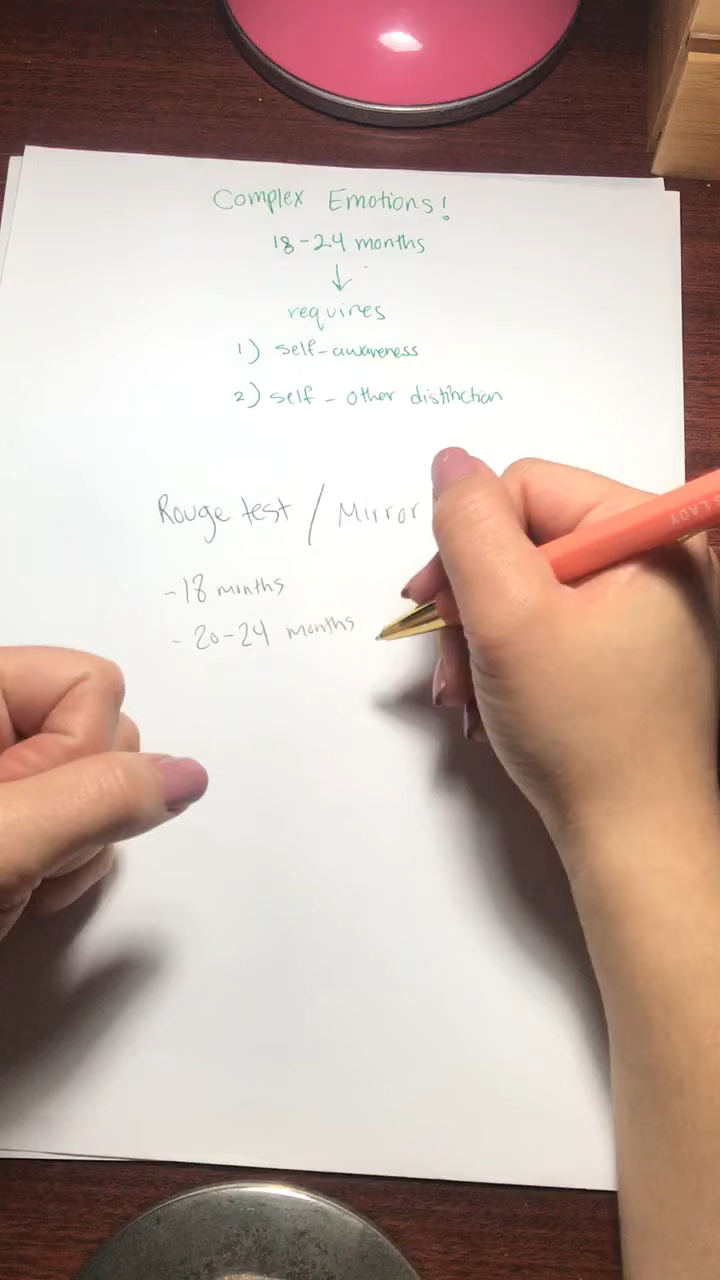 Complex Emotions!
18-24 months
↓
requires
1) self-awareness
2) self-other distinction
Rouge test / Mirror
-18 months
-20-24 months
LADY